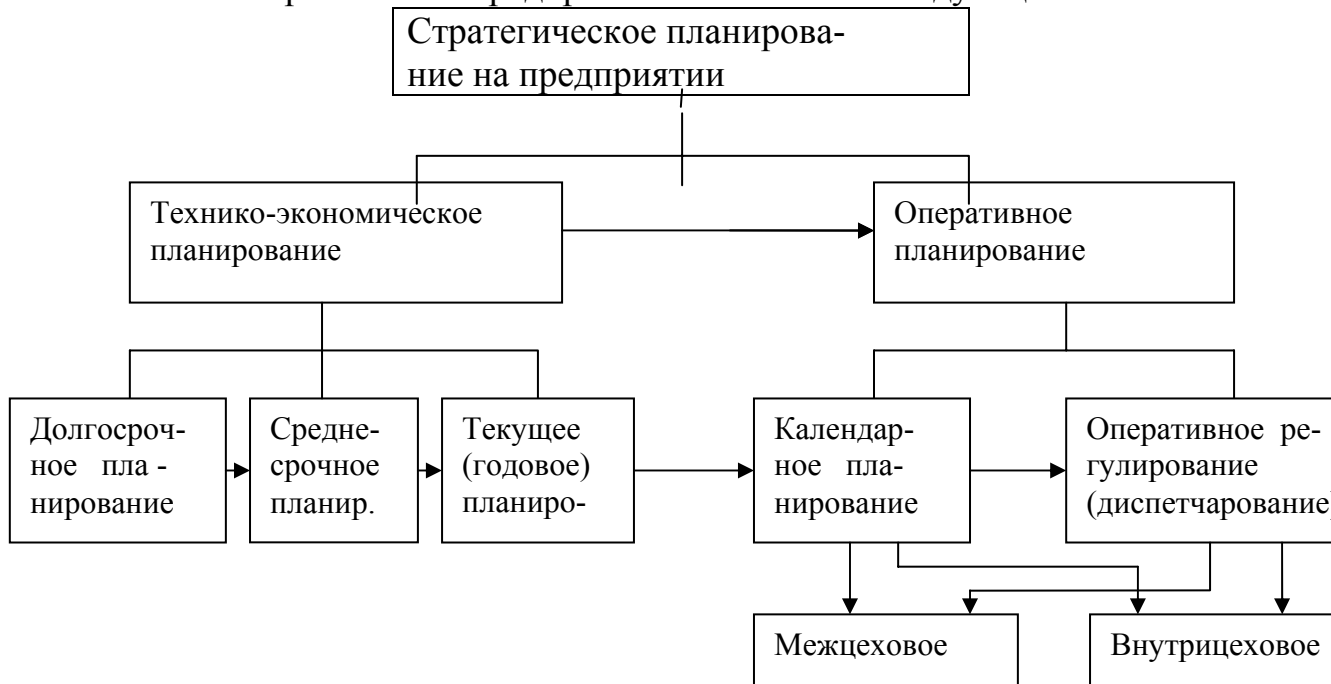 Стратегическое планирова-
ние на предприятии
Технико-экономическое
планирование
Оперативное
планирование
Долгосроч-
ное пла -
нирование
Средне-
срочное
планир.
Текущее
(годовое)
планиро-
Календар-
ное пла-
нирование
Оперативное ре-
гулирование
(диспетчарование)
Межцеховое
Внутрицеховое